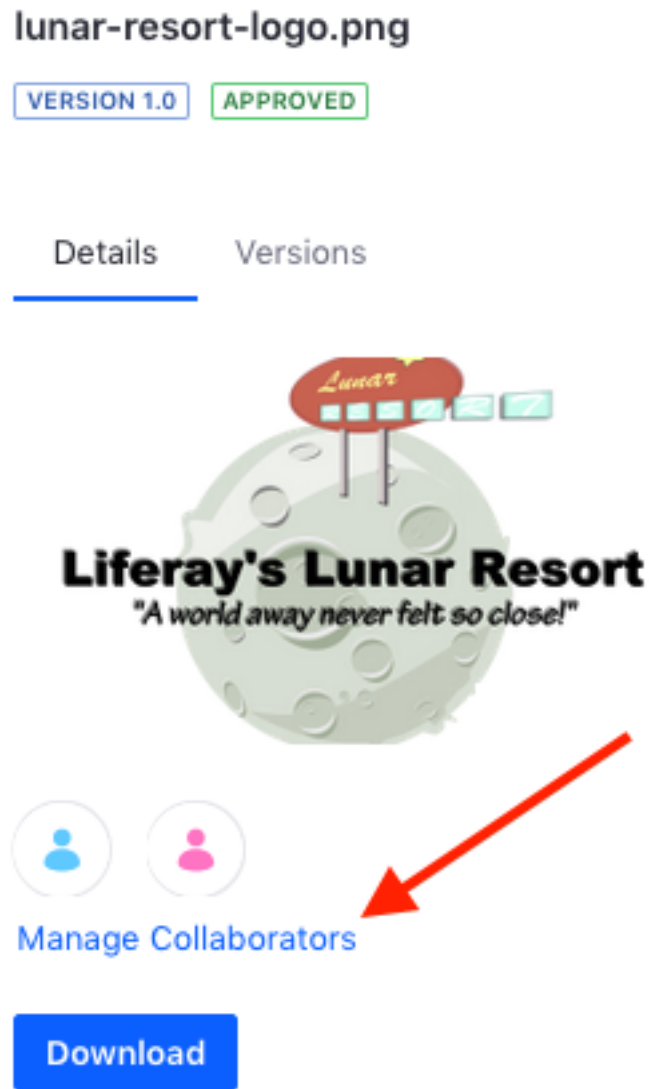 lunar-resort-logo.png
VERSION 1.0 APPROVED
Details Versions
Lunar
RESORT
Liferay's Lunar Resort
"A world away never felt so close!"
Manage Collaborators
Download